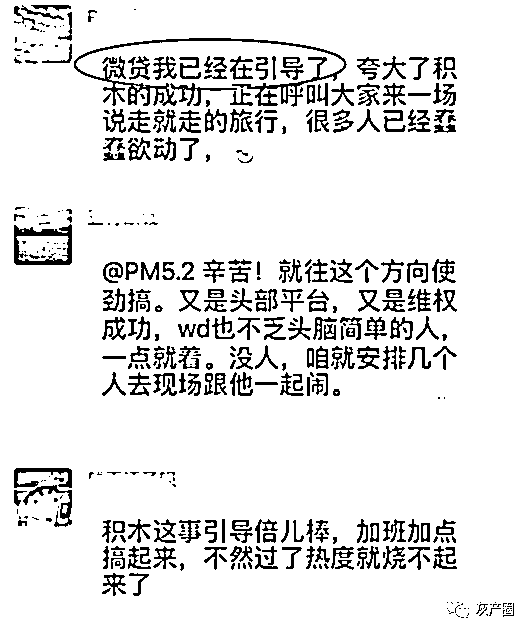 微贷我已经在引导了，夸大了积
木的成功，正在呼叫大家来一场
说走就走的旅行，很多人已经蠢
蠢欲动了，
@PM5.2 辛苦！就往这个方向使
劲搞。又是头部平台，又是维权
成功，wd也不乏头脑简单的人，
一点就着。没人，咱就安排几个
人去现场跟他一起闹。
积木这事引导倍儿棒，加班加点
搞起来，不然过了热度就烧不起
来了
灰产圈